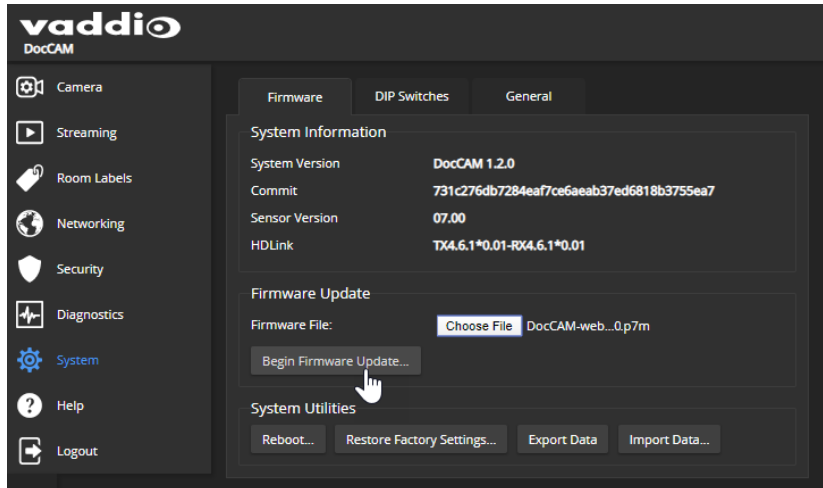 vaddio
DocCAM
Camera
Streaming
Room Labels
Networking
Security
Diagnostics
System
Help
Logout
Firmware DIP Switches General
System Information
System Version DocCAM 1.2.0
Commit 731c276db7284eaf7ce6aeab37ed6818b3755ea7
Sensor Version 07.00
HDLink TX4.6.1*0.01-RX4.6.1*0.01
Firmware Update
Firmware File: Choose File DocCAM-web...0.p7m
Begin Firmware Update...
System Utilities
Reboot... Restore Factory Settings... Export Data Import Data...